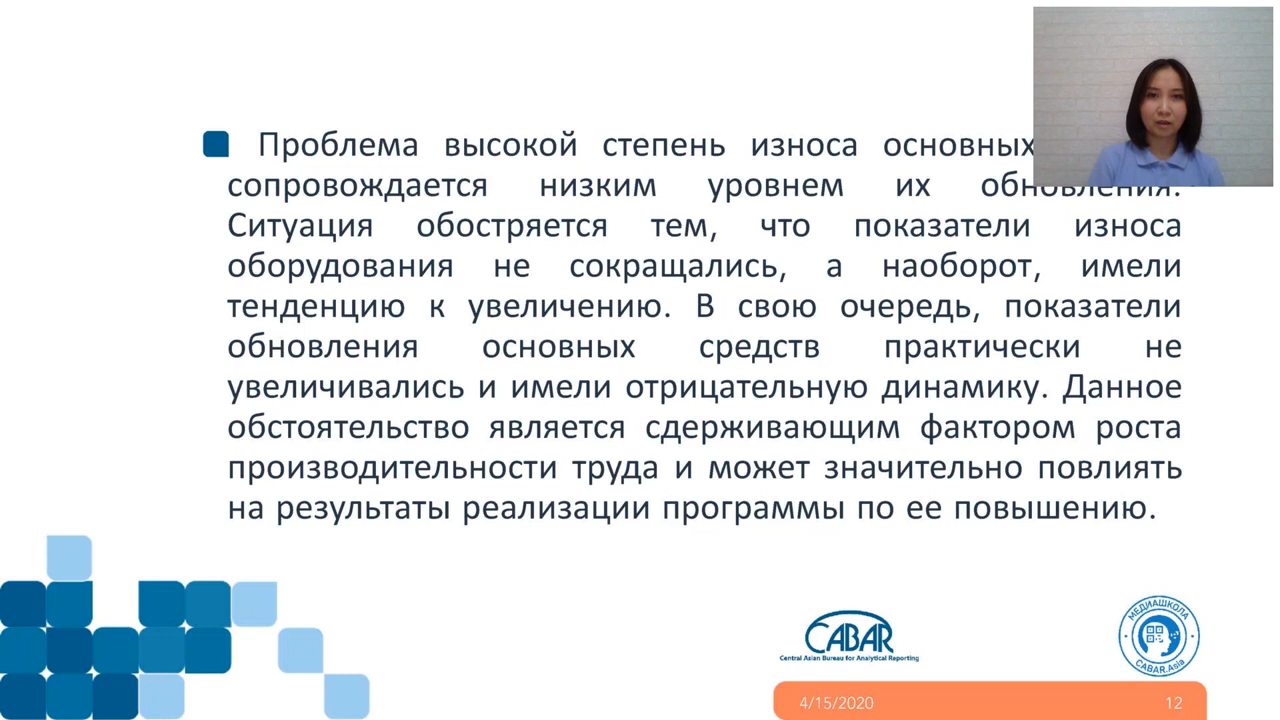 Проблема высокой степень износа основных
сопровождается низким уровнем их обновления.
Ситуация обостряется тем, что показатели износа
оборудования не сокращались, а наоборот, имели
тенденцию к увеличению. В свою очередь, показатели
обновления основных средств практически не
увеличивались и имели отрицательную динамику. Данное
обстоятельство является сдерживающим фактором роста
производительности труда и может значительно повлиять
на результаты реализации программы по ее повышению.
CABAR
Central Asian Bureau for Analytical Reporting
МЕДИАШКОЛА
CABAR.Asia
4/15/2020
12